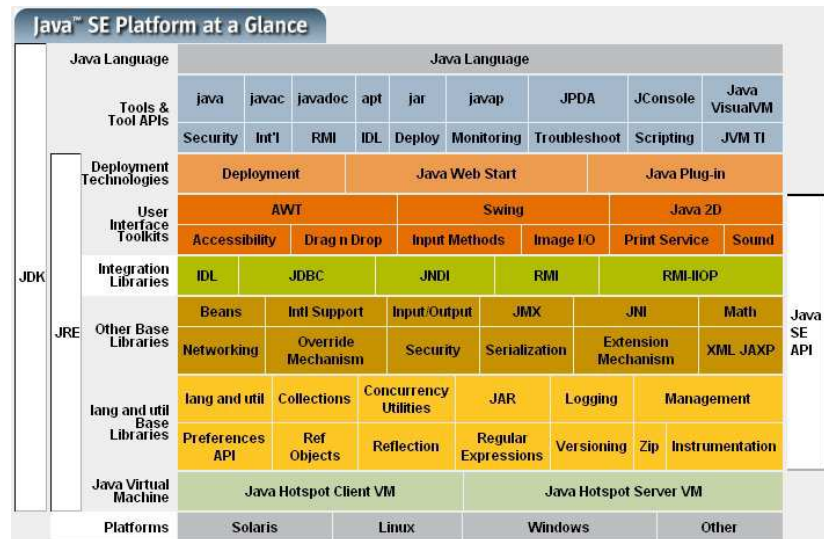 Java™ SE Platform at a Glance
Java Language
Java Language
Tools &
Tool APIs
java javac javadoc apt jar javap JPDA JConsole Java
VisualVM
Security Int'l RMI IDL Deploy Monitoring Troubleshoot Scripting JVM TI
Deployment
Technologies
Deployment Java Web Start Java Plug-in
User
Interface
Toolkits
AWT Swing Java 2D
Accessibility Drag n Drop Input Methods Image I/O Print Service Sound
Integration
Libraries
IDL JDBC JNDI RMI RMI-IIOP
JDK
JRE
Other Base
Libraries
Beans Intl Support Input/Output JMX JNI Math
Networking Override
Mechanism Security Serialization Extension
Mechanism XML JAXP
Java
SE
API
lang and util
Base
Libraries
lang and util Collections Concurrency
Utilities JAR Logging Management
Preferences
API Ref
Objects Reflection Regular
Expressions Versioning Zip Instrumentation
Java Virtual
Machine
Java Hotspot Client VM Java Hotspot Server VM
Platforms
Solaris Linux Windows Other